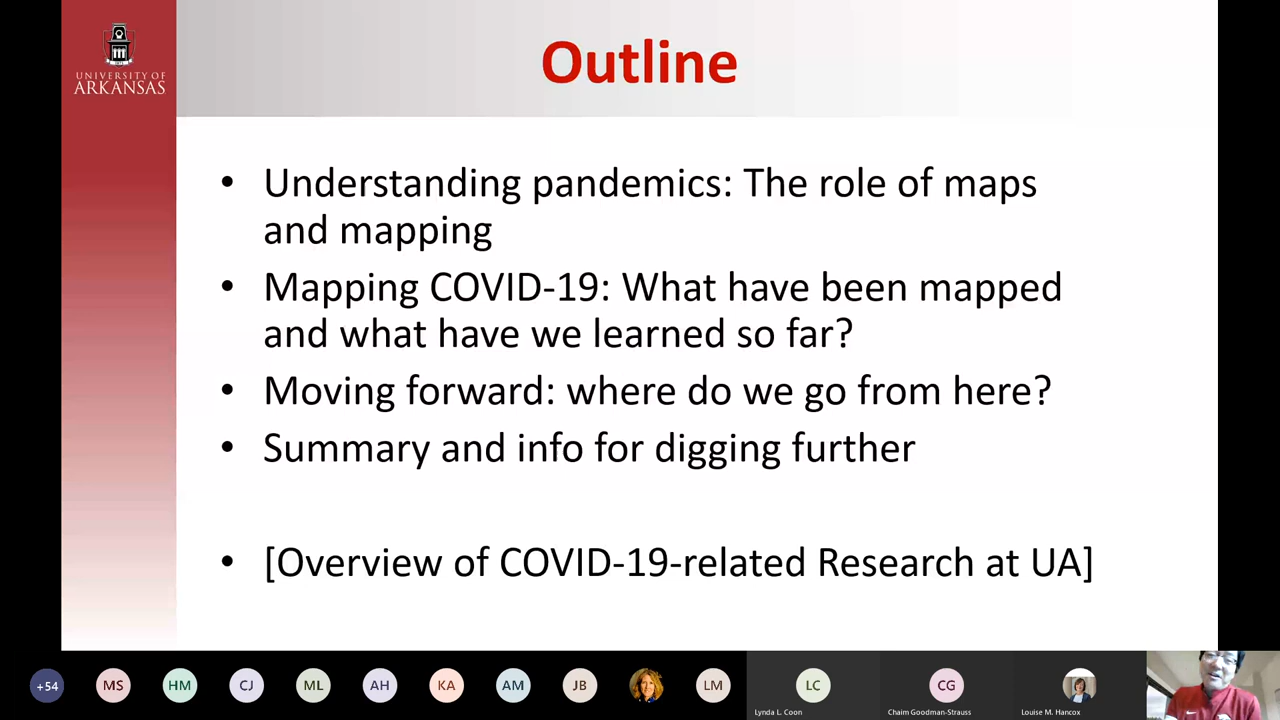 UNIVERSITY OF
ARKANSAS
Outline
• Understanding pandemics: The role of maps
and mapping
• Mapping COVID-19: What have been mapped
and what have we learned so far?
• Moving forward: where do we go from here?
• Summary and info for digging further
• [Overview of COVID-19-related Research at UA]
+54 MS HM CJ ML AH KA AM JB LM LC CG
Lynda L. Coon Chaim Goodman-Strauss Louise M. Hancox